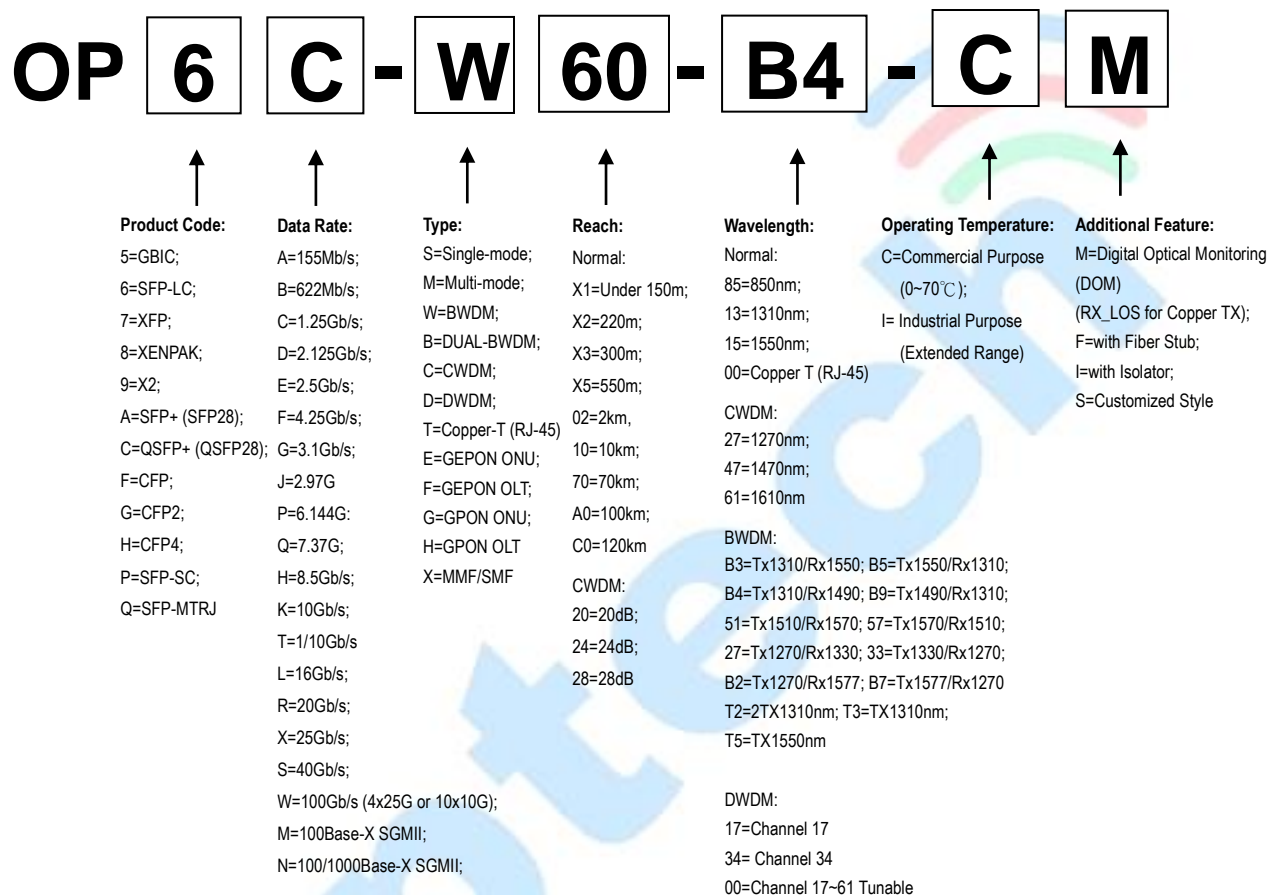 OP 6 C - W 60 - B4 - C M
Product Code:
5=GBIC;
6=SFP-LC;
7=XFP;
8=XENPAK;
9=X2;
A=SFP+ (SFP28);
C=QSFP+ (QSFP28);
F=CFP;
G=CFP2;
H=CFP4;
P=SFP-SC;
Q=SFP-MTRJ
Data Rate:
A=155Mb/s;
B=622Mb/s;
C=1.25Gb/s;
D=2.125Gb/s;
E=2.5Gb/s;
F=4.25Gb/s;
G=3.1Gb/s;
J=2.97G
P=6.144G:
Q=7.37G;
H=8.5Gb/s;
K=10Gb/s;
T=1/10Gb/s
L=16Gb/s;
R=20Gb/s;
X=25Gb/s;
S=40Gb/s;
W=100Gb/s (4x25G or 10x10G);
M=100Base-X SGMII;
N=100/1000Base-X SGMII;
Type:
S=Single-mode;
M=Multi-mode;
W=BWDM;
B=DUAL-BWDM;
C=CWDM;
D=DWDM;
T=Copper-T (RJ-45)
E=GEPON ONU;
F=GEPON OLT;
G=GPON ONU;
H=GPON OLT
X=MMF/SMF
Reach:
Normal:
X1=Under 150m;
X2=220m;
X3=300m;
X5=550m;
02=2km,
10=10km;
70=70km;
A0=100km;
C0=120km
CWDM:
20=20dB;
24=24dB;
28=28dB
Wavelength:
Normal:
85=850nm;
13=1310nm;
15=1550nm;
00=Copper T (RJ-45)
CWDM:
27=1270nm;
47=1470nm;
61=1610nm
BWDM:
B3=Tx1310/Rx1550; B5=Tx1550/Rx1310;
B4=Tx1310/Rx1490; B9=Tx1490/Rx1310;
51=Tx1510/Rx1570; 57=Tx1570/Rx1510;
27=Tx1270/Rx1330; 33=Tx1330/Rx1270;
B2=Tx1270/Rx1577; B7=Tx1577/Rx1270
T2=2TX1310nm; T3=TX1310nm;
T5=TX1550nm
DWDM:
17=Channel 17
34= Channel 34
00=Channel 17~61 Tunable
Operating Temperature:
C=Commercial Purpose
(0~70℃);
I= Industrial Purpose
(Extended Range)
Additional Feature:
M=Digital Optical Monitoring
(DOM)
(RX_LOS for Copper TX);
F=with Fiber Stub;
I=with Isolator;
S=Customized Style
ptech